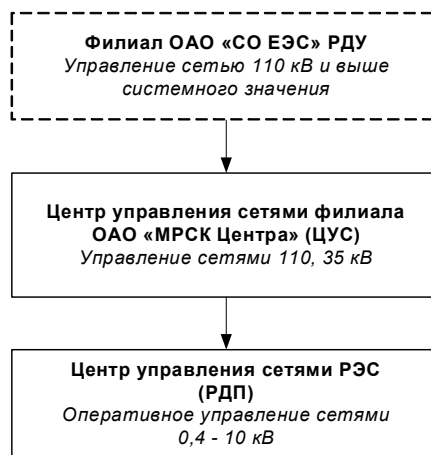 Филиал ОАО «СО ЕЭС» РДУ
Управление сетью 110 кВ и выше
системного значения
Центр управления сетями филиала
ОАО «МРСК Центра» (ЦУС)
Управление сетями 110, 35 кВ
Центр управления сетями РЭС
(РДП)
Оперативное управление сетями
0,4 - 10 кВ